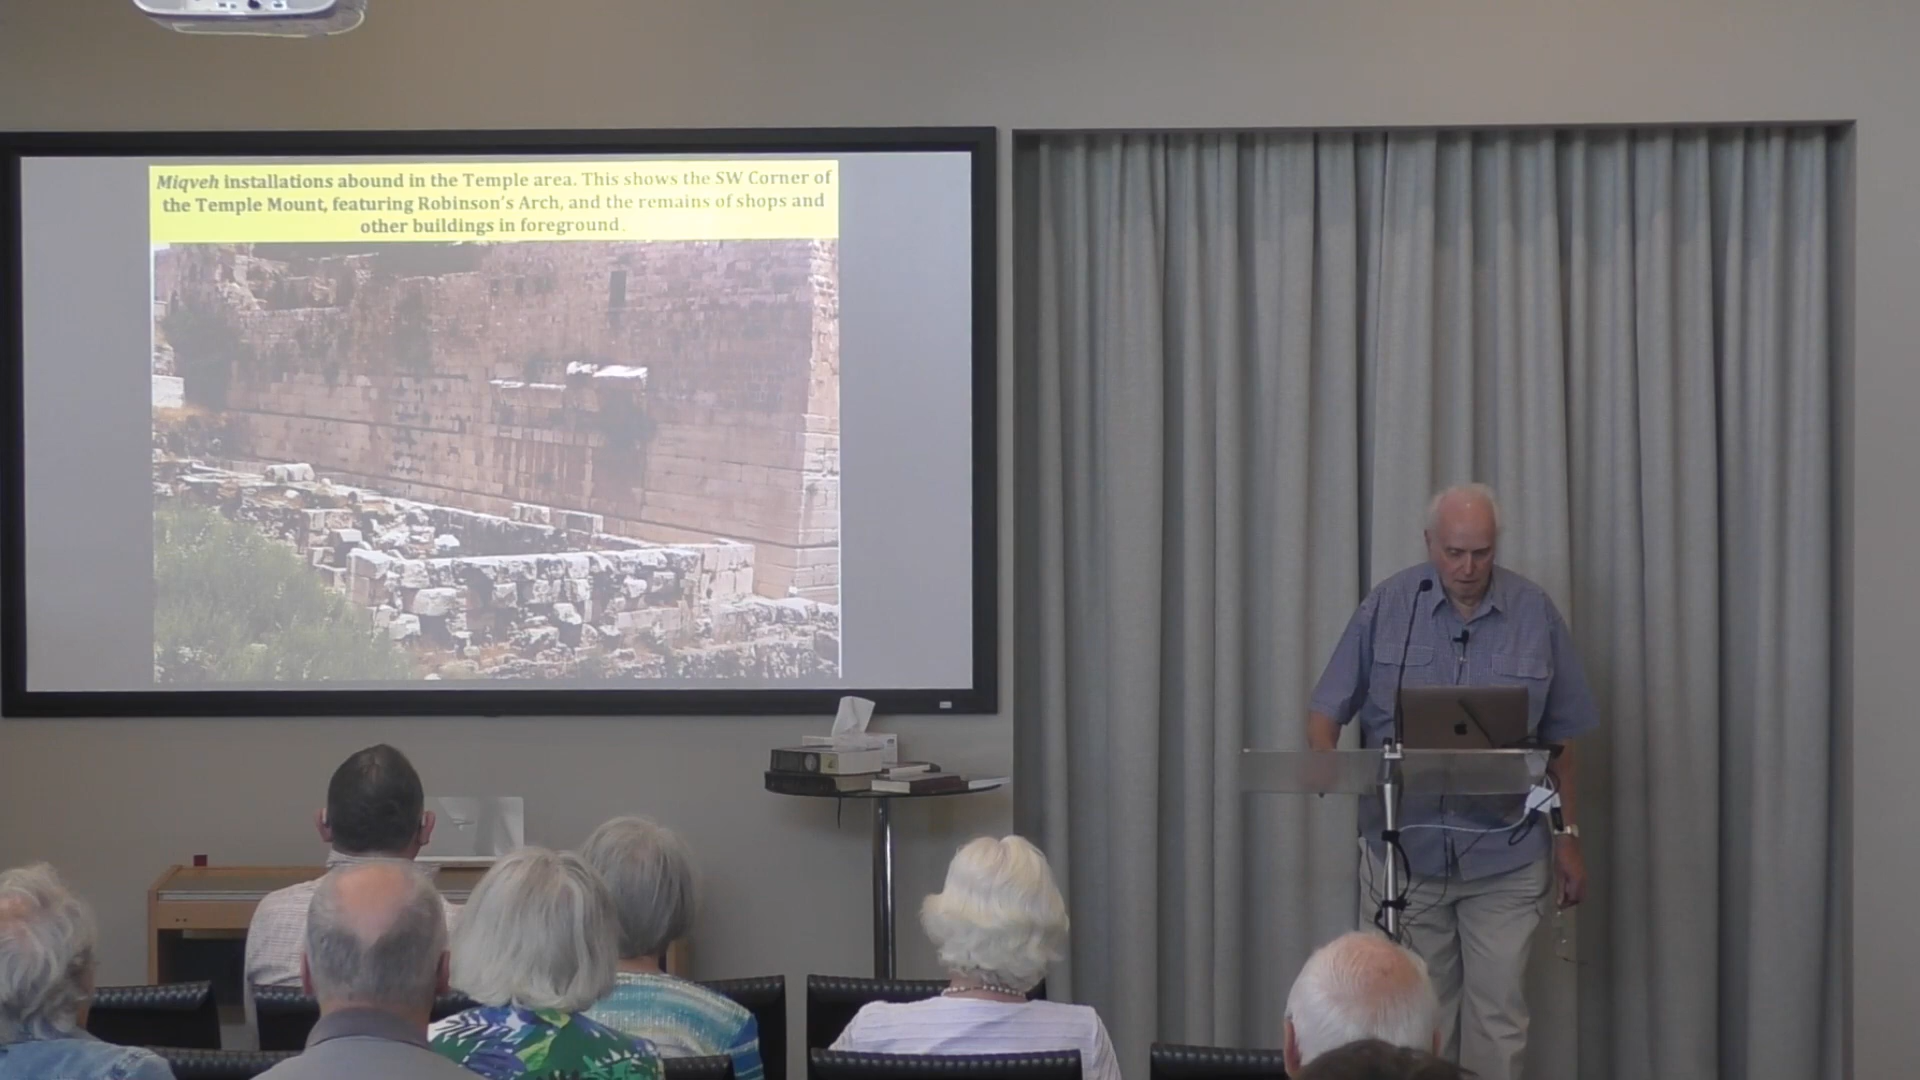 Miqveh installations abound in the Temple area. This shows the SW Corner of
the Temple Mount, featuring Robinson's Arch, and the remains of shops and
other buildings in foreground.